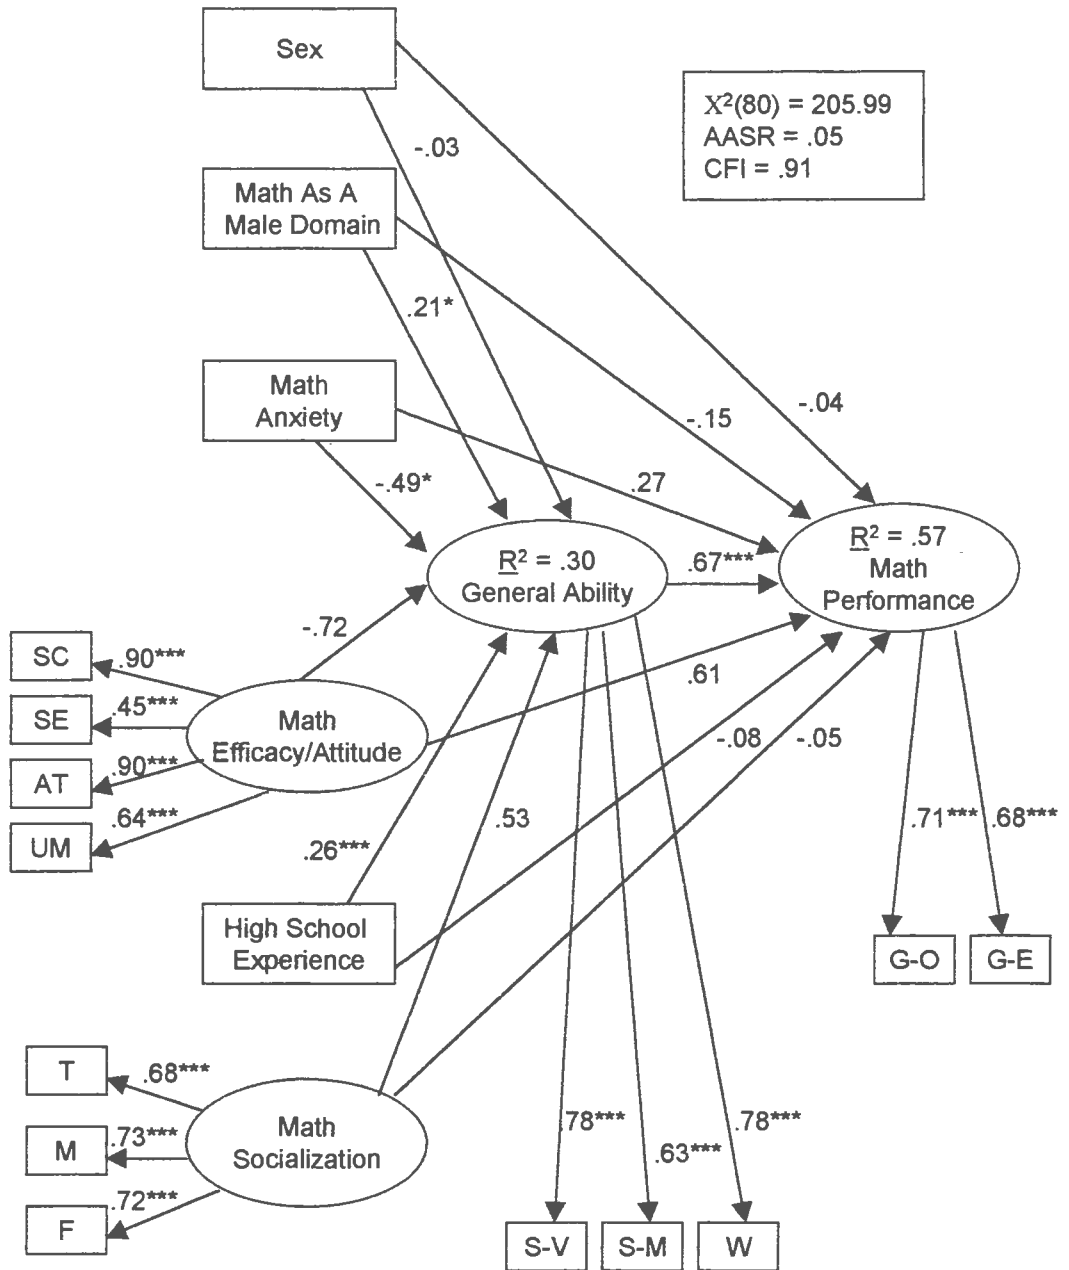 Sex
X²(80) = 205.99
AASR = .05
CFI = .91
-.03
Math As A
Male Domain
.21*
Math
Anxiety
-.04
-.15
-.49*
.27
R² = .30
General Ability
.67***
R² = .57
Math
Performance
-.72
SC
.90***
SE
.45***
AT
.90***
UM
.64***
Math
Efficacy/Attitude
.61
-.08
-.05
.53
.26***
.71***
.68***
High School
Experience
G-O
G-E
T
.68***
M
.73***
F
.72***
Math
Socialization
.78***
.63***
.78***
S-V
S-M
W